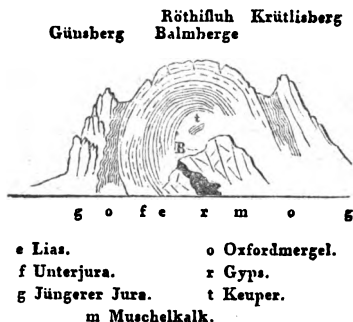 Röthifluh Krütlisberg
Günsberg Balmberge
t
R
g o f e r m o g
e Lias. o Oxfordmergel.
f Unterjura. r Gyps.
g Jüngerer Jura. t Keuper.
m Muschelkalk.